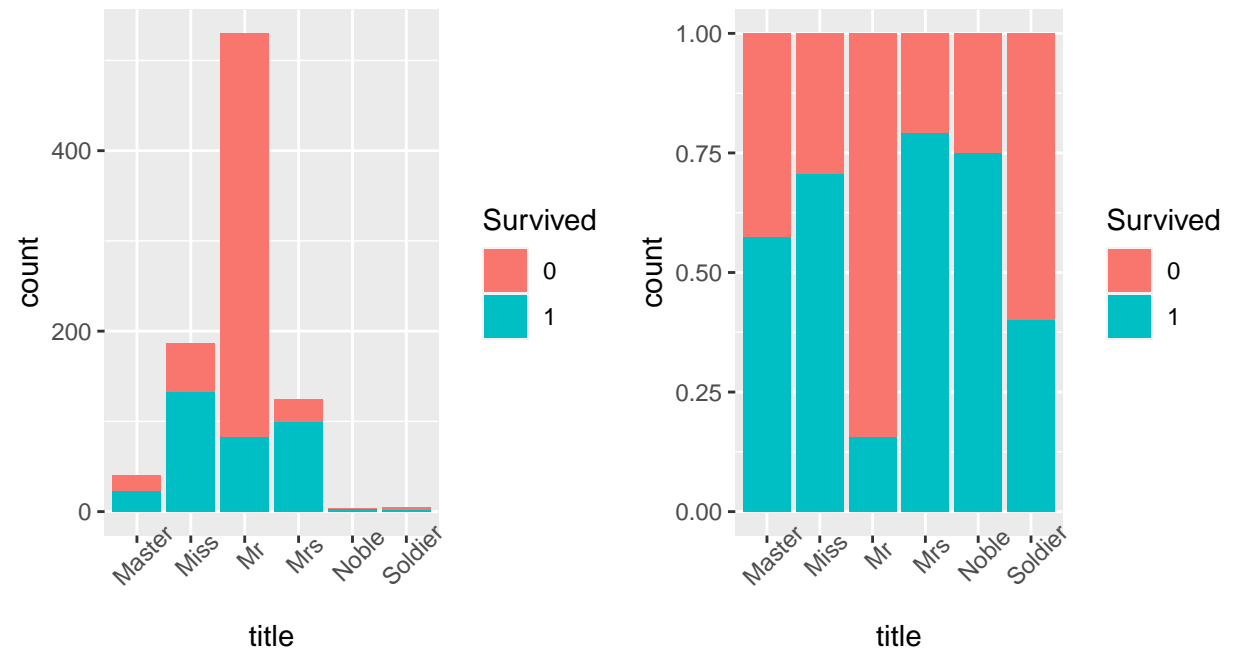 count
400
200
0
Master
Miss
Mr
Mrs
Noble
Soldier
title
Survived
0
1
count
1.00
0.75
0.50
0.25
0.00
Master
Miss
Mr
Mrs
Noble
Soldier
title
Survived
0
1